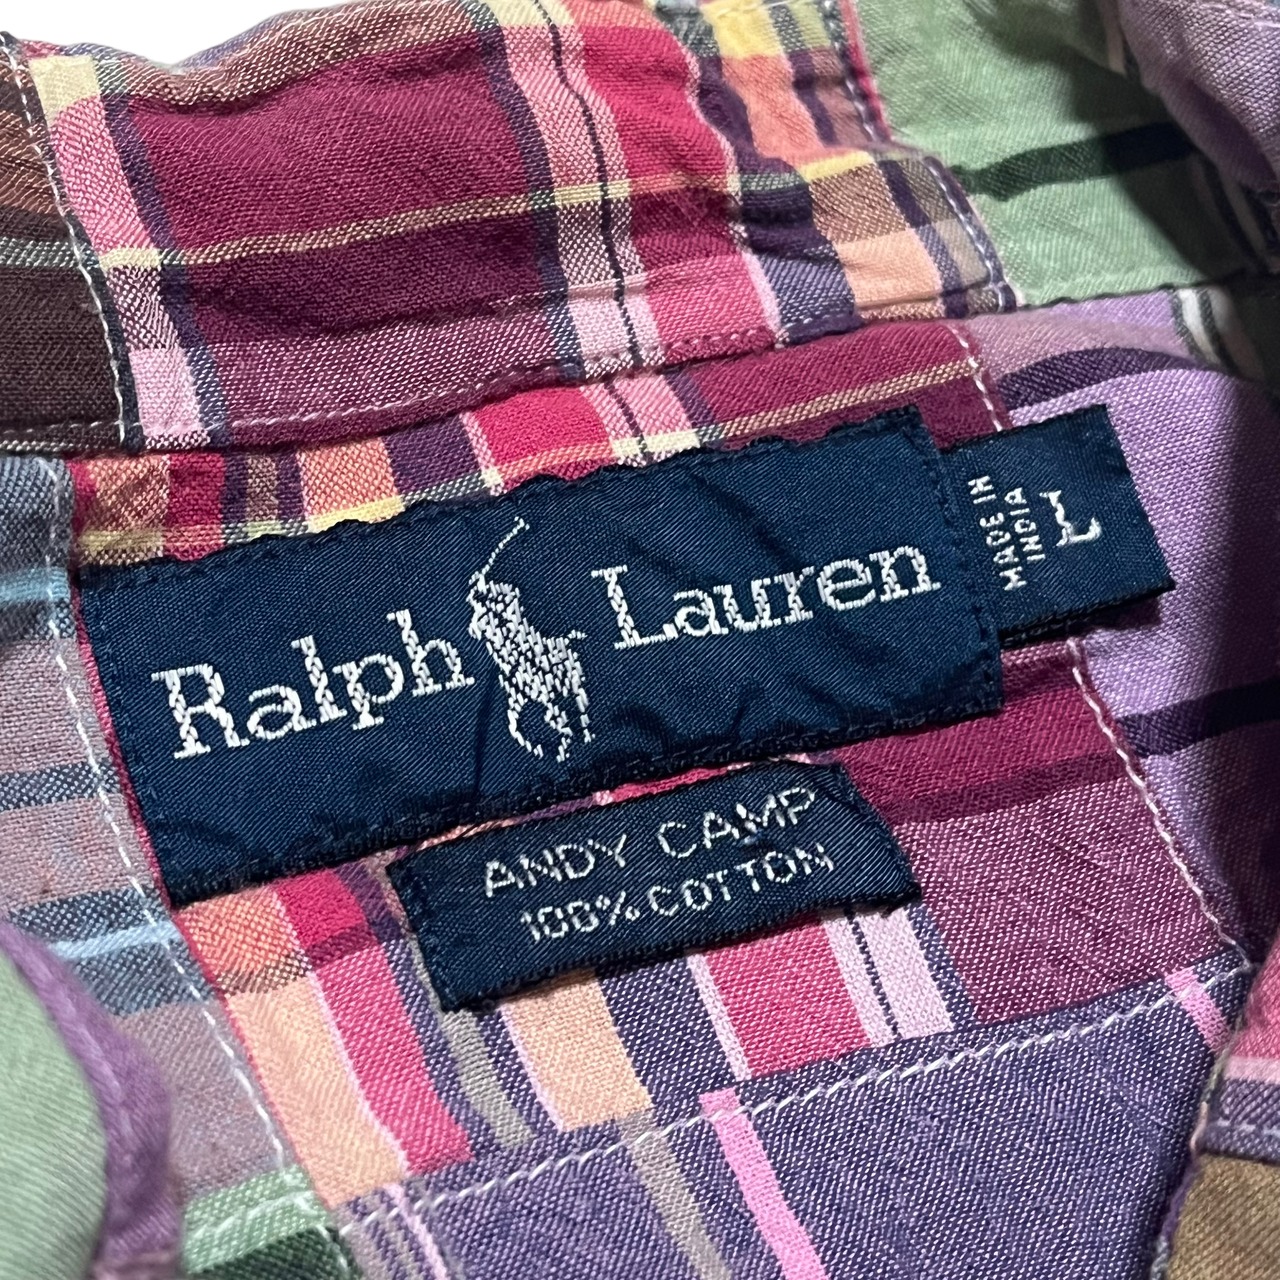 Ralph Lauren
MADE IN
INDIA
L
ANDY CAMP
100% COTTON